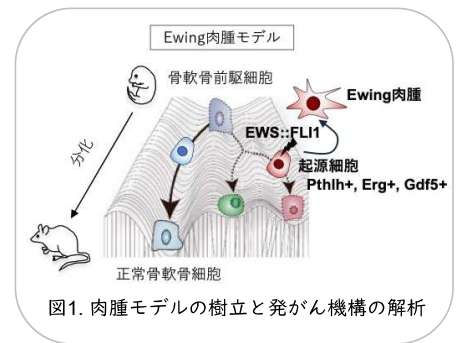 Ewing肉腫モデル
骨軟骨前駆細胞
Ewing肉腫
EWS::FLI1
起源細胞
Pthlh+, Erg+, Gdf5+
分化
正常骨軟骨細胞
図1. 肉腫モデルの樹立と発がん機構の解析